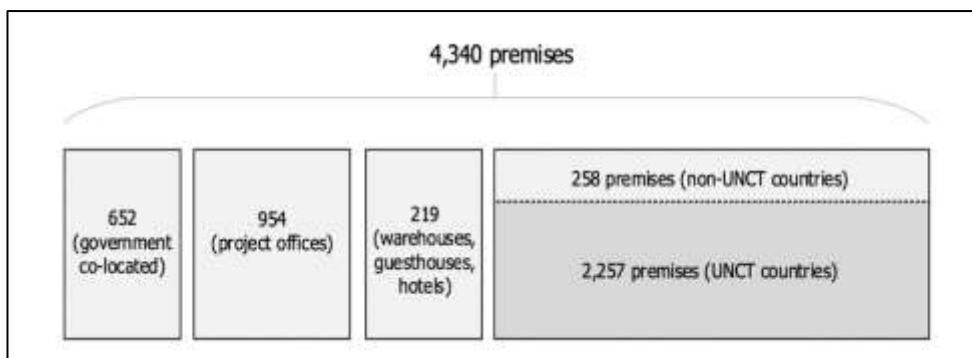 4,340 premises
652
(government
co-located)
954
(project offices)
219
(warehouses,
guesthouses,
hotels)
258 premises (non-UNCT countries)
2,257 premises (UNCT countries)